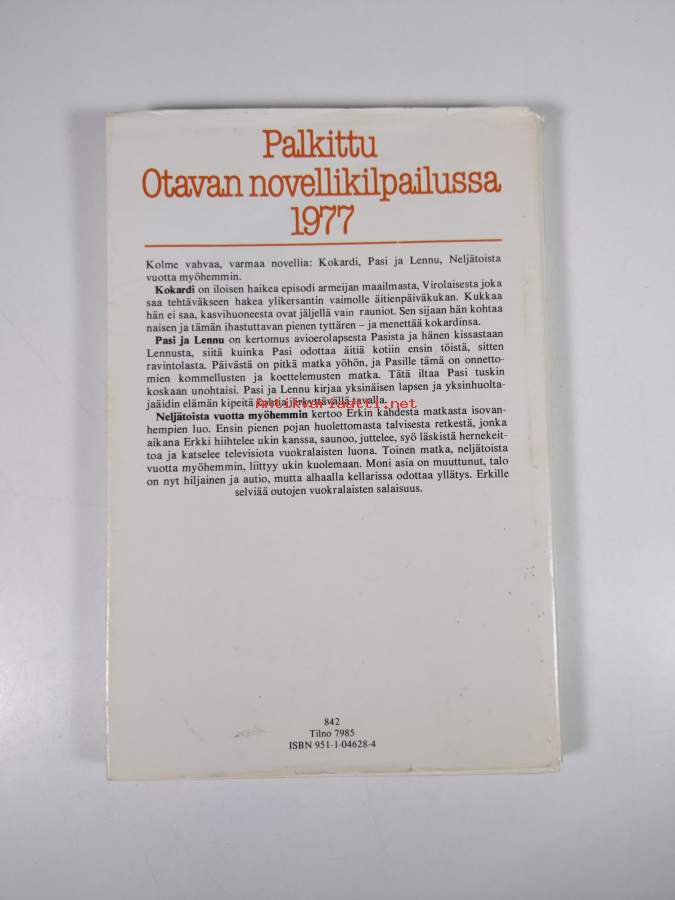 Palkittu
Otavan novellikilpailussa
1977
Kolme vahvaa, varmaa novellia: Kokardi, Pasi ja Lennu, Neljätoista
vuotta myöhemmin.
Kokardi on iloisen haikea episodi armeijan maailmasta, Virolaisesta joka
saa tehtäväkseen hakea ylikersantin vaimolle äitienpäiväkukan. Kukkaa
hän ei saa, kasvihuoneesta ovat jäljellä vain rauniot. Sen sijaan hän kohtaa
naisen ja tämän ihastuttavan pienen tyttären – ja menettää kokardinsa.
Pasi ja Lennu on kertomus avioerolapsesta Pasista ja hänen kissastaan
Lennusta, siitä kuinka Pasi odottaa äitiä kotiin ensin töistä, sitten
ravintolasta. Päivästä on pitkä matka yöhön, ja Pasille tämä on onnetto-
mien kommellusten ja koettelemusten matka. Tätä iltaa Pasi tuskin
koskaan unohtaisi. Pasi ja Lennu kirjaa yksinäisen lapsen ja yksinhuolta-
jaäidin elämän kipeitä kohtia järkyttävällä tavalla.
Antikvariaatti.net
Neljätoista vuotta myöhemmin kertoo Erkin kahdesta matkasta isovan-
hempien luo. Ensin pienen pojan huolettomasta talvisesta retkestä, jonka
aikana Erkki hiihtelee ukin kanssa, saunoo, juttelee, syö läskistä hernekeit-
toa ja katselee televisiota vuokralaisten luona. Toinen matka, neljätoista
vuotta myöhemmin, liittyy ukin kuolemaan. Moni asia on muuttunut, talo
on nyt hiljainen ja autio, mutta alhaalla kellarissa odottaa yllätys. Erkille
selviää outojen vuokralaisten salaisuus.
842
Tilno 7985
ISBN 951-1-04628-4